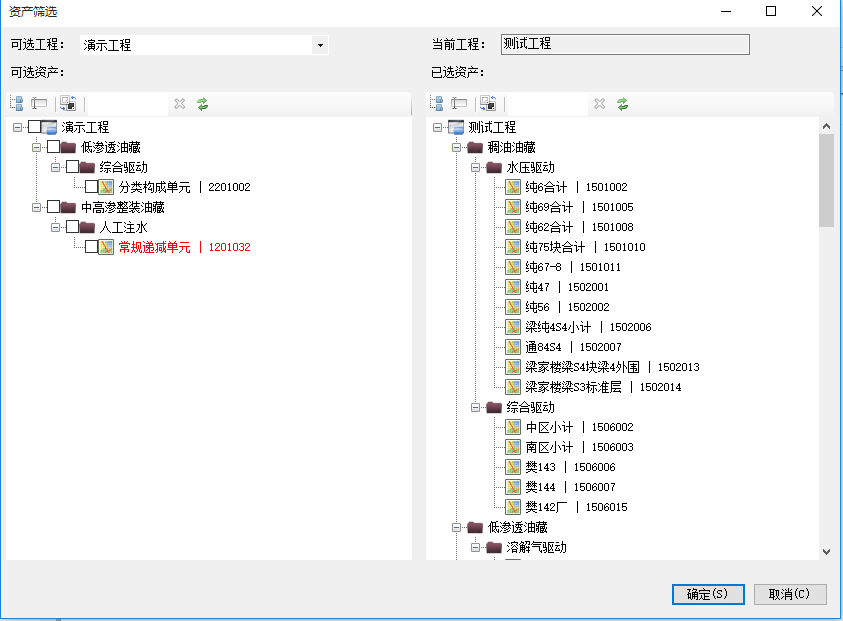 资产筛选
可选工程：
演示工程
可选资产：
演示工程
低渗透油藏
综合驱动
分类构成单元 | 2201002
中高渗整装油藏
人工注水
常规递减单元 | 1201032
当前工程：
测试工程
已选资产：
测试工程
稠油油藏
水压驱动
纯6合计 | 1501002
纯69合计 | 1501005
纯62合计 | 1501008
纯75块合计 | 1501010
纯67-8 | 1501011
纯47 | 1502001
纯56 | 1502002
梁纯4S4小计 | 1502006
通84S4 | 1502007
梁家楼梁S4块梁4外围 | 1502013
梁家楼梁S3标准层 | 1502014
综合驱动
中区小计 | 1506002
南区小计 | 1506003
樊143 | 1506006
樊144 | 1506007
樊142厂 | 1506015
低渗透油藏
溶解气驱动
确定(S)
取消(C)